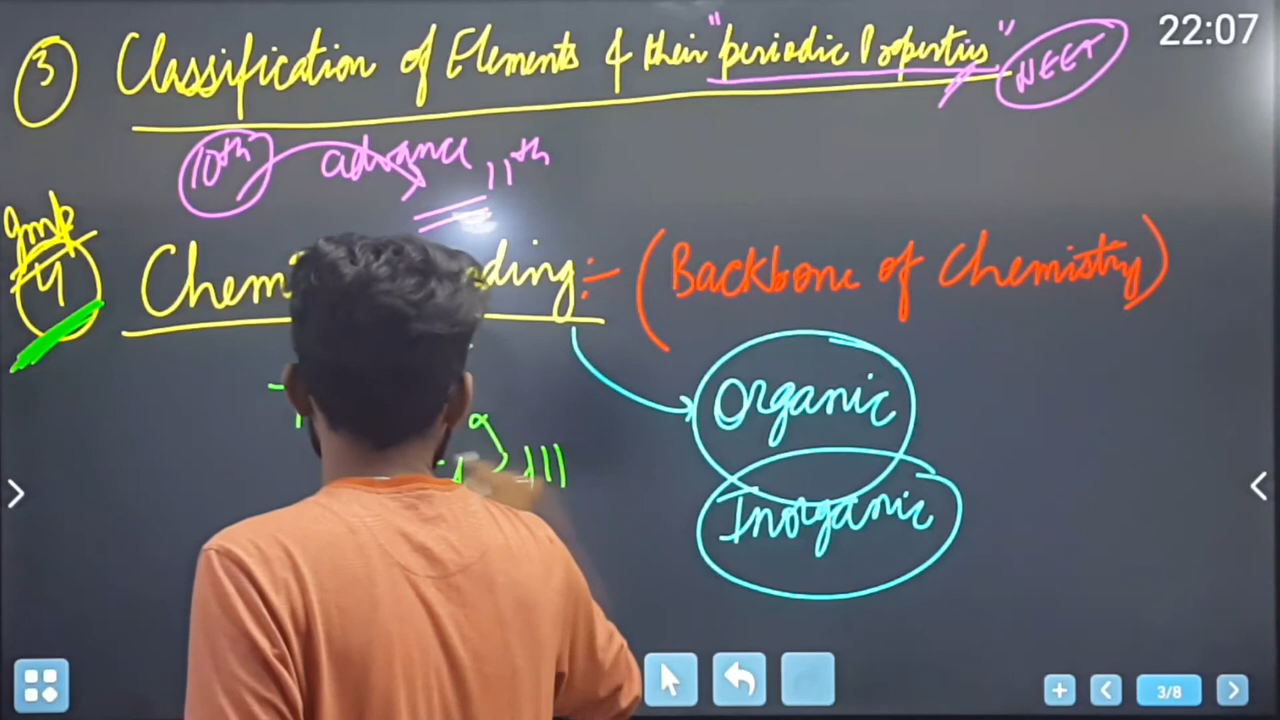 22:07
③ Classification of Elements & their "periodic Properties" NEET
10th advance 11th
Imp
④ Chem ding :- (Backbone of Chemistry)
Organic
Inorganic
3/8